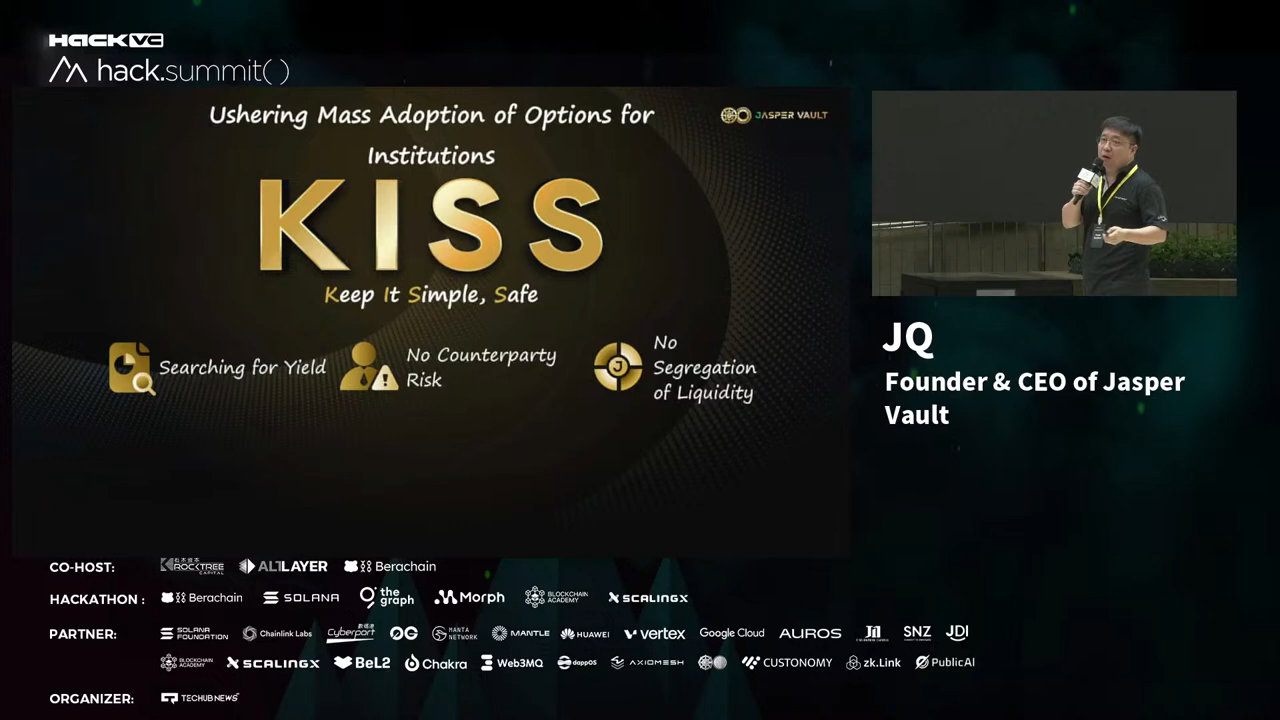 HACK VC
hack.summit()
Ushering Mass Adoption of Options for
Institutions
JASPER VAULT
KISS
Keep It Simple, Safe
Searching for Yield
No Counterparty
Risk
No
Segregation
of Liquidity
JQ
Founder & CEO of Jasper
Vault
CO-HOST:
ROCKTREE
CAPITAL
ALTLAYER
Berachain
HACKATHON :
Berachain
SOLANA
the
graph
Morph
BLOCKCHAIN
ACADEMY
SCALINGX
PARTNER:
SOLANA
FOUNDATION
Chainlink Labs
Cyberport
MANTA
NETWORK
MANTLE
HUAWEI
vertex
Google Cloud
AUROS
SNZ
JDI
BLOCKCHAIN
ACADEMY
SCALINGX
BeL2
Chakra
Web3MQ
dappOS
AXIOMESH
CUSTONOMY
zk.Link
PublicAI
ORGANIZER:
TECHUB NEWS